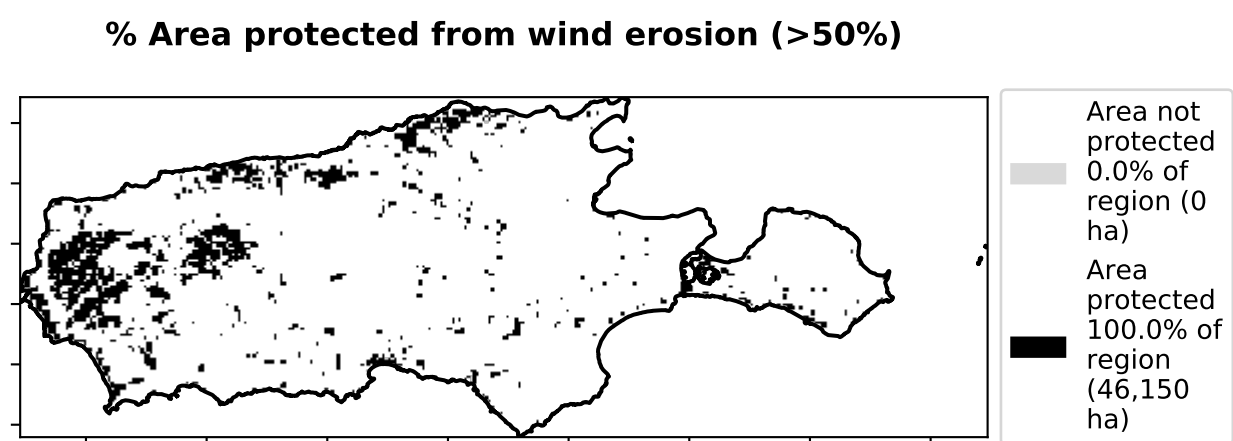 % Area protected from wind erosion (>50%)
Area not
protected
0.0% of
region (0
ha)
Area
protected
100.0% of
region
(46,150
ha)